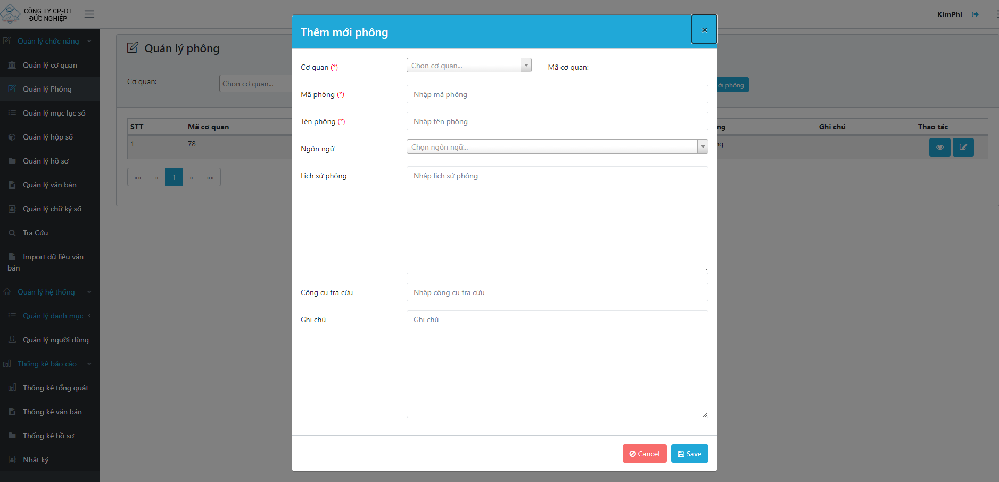 CÔNG TY CP-ĐT
ĐỨC NGHIỆP
KimPhi
Quản lý chức năng
Quản lý cơ quan
Quản lý Phông
Quản lý mục lục số
Quản lý hộp số
Quản lý hồ sơ
Quản lý văn bản
Quản lý chữ ký số
Tra Cứu
Import dữ liệu văn
bản
Quản lý hệ thống
Quản lý danh mục
Quản lý người dùng
Thống kê báo cáo
Thống kê tổng quát
Thống kê văn bản
Thống kê hồ sơ
Nhật ký
Quản lý phông
Cơ quan:
Chọn cơ quan...
ới phông
STT
Mã cơ quan
ng
Ghi chú
Thao tác
1
78
ng
««
«
1
»
»»
Thêm mới phông
×
Cơ quan (*)
Chọn cơ quan...
Mã cơ quan:
Mã phông (*)
Nhập mã phông
Tên phông (*)
Nhập tên phông
Ngôn ngữ
Chọn ngôn ngữ...
Lịch sử phông
Nhập lịch sử phông
Công cụ tra cứu
Nhập công cụ tra cứu
Ghi chú
Ghi chú
Cancel
Save